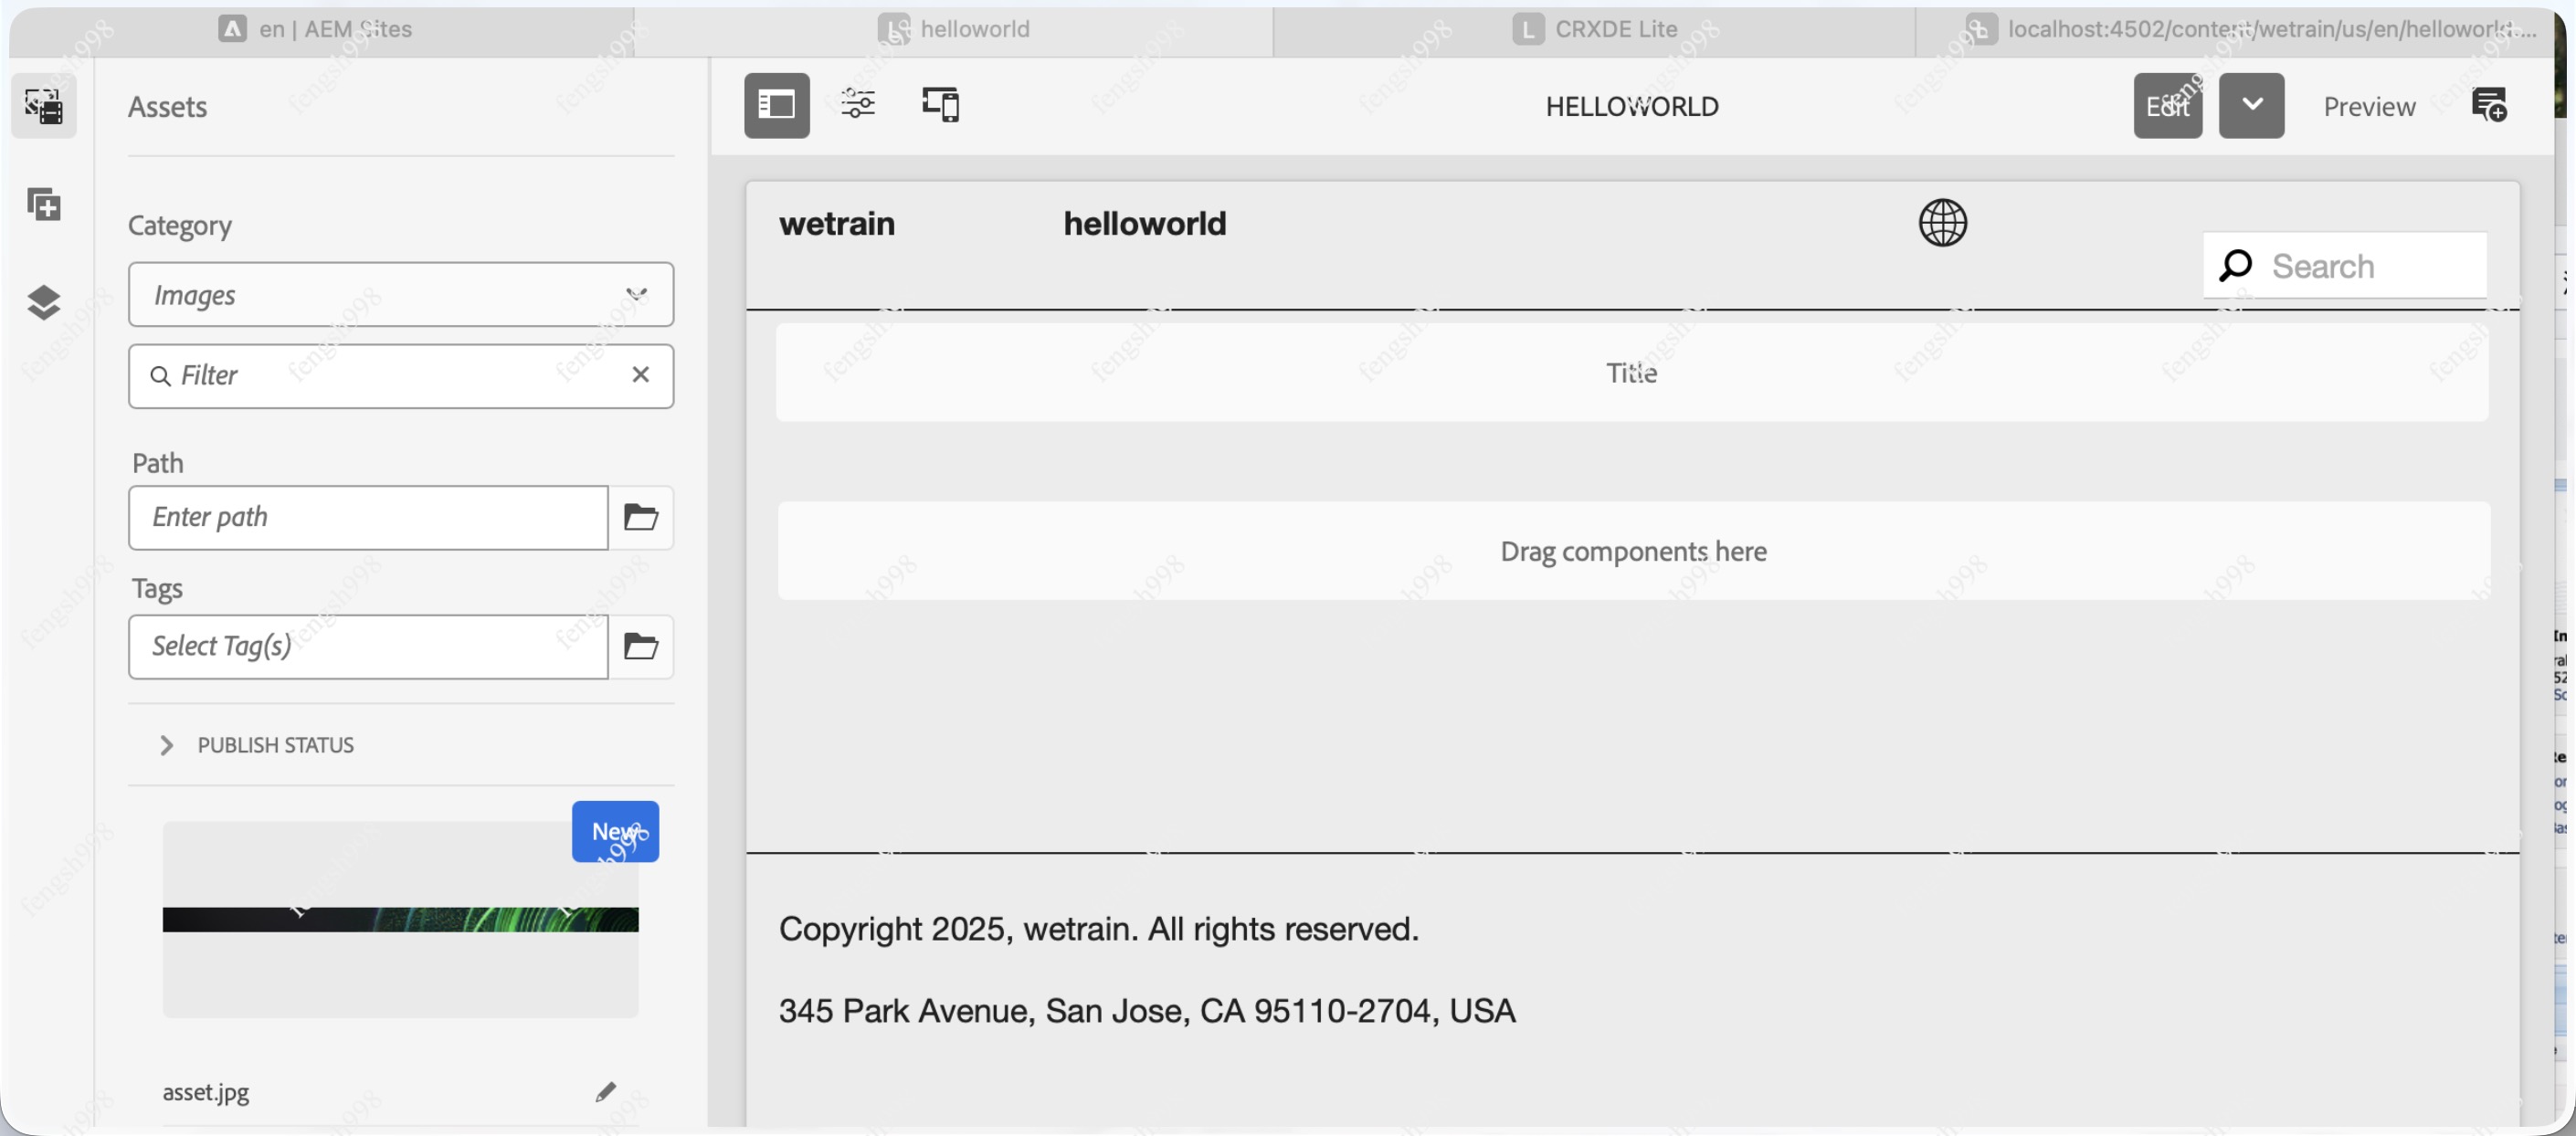 en | AEM Sites
helloworld
CRXDE Lite
localhost:4502/content/wetrain/us/en/helloworld....
Assets
HELLOWORLD
Edit
Preview
Category
Images
Filter
Path
Enter path
Tags
Select Tag(s)
PUBLISH STATUS
New
asset.jpg
wetrain
helloworld
Search
Title
Drag components here
Copyright 2025, wetrain. All rights reserved.
345 Park Avenue, San Jose, CA 95110-2704, USA
fengsh998